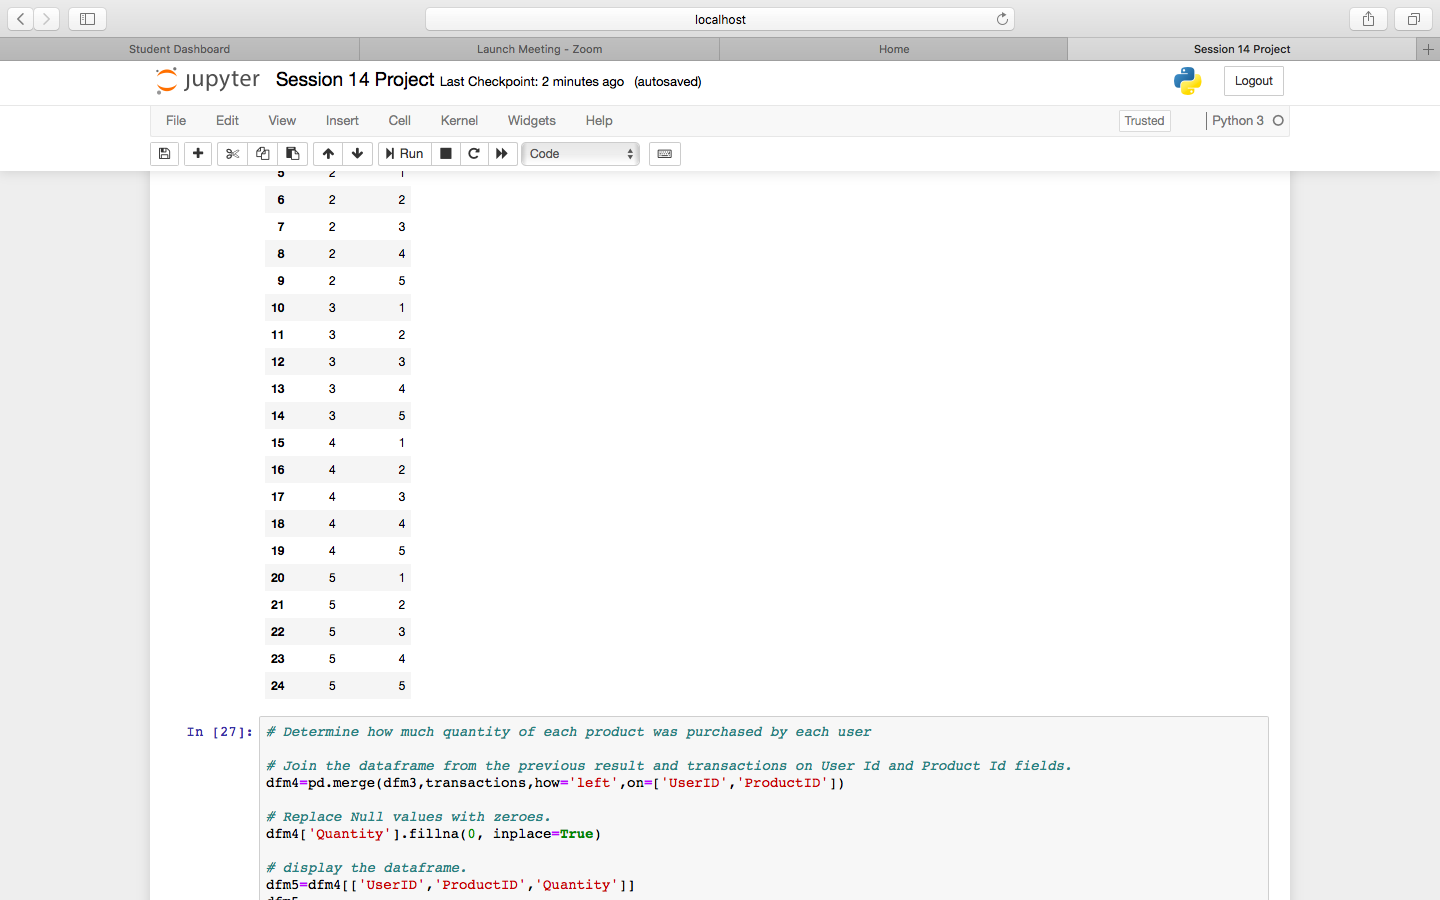 localhost
Student Dashboard Launch Meeting - Zoom Home Session 14 Project
jupyter Session 14 Project Last Checkpoint: 2 minutes ago (autosaved) Logout
File Edit View Insert Cell Kernel Widgets Help Trusted Python 3
Run Code
5 2 1
6 2 2
7 2 3
8 2 4
9 2 5
10 3 1
11 3 2
12 3 3
13 3 4
14 3 5
15 4 1
16 4 2
17 4 3
18 4 4
19 4 5
20 5 1
21 5 2
22 5 3
23 5 4
24 5 5
In [27]: # Determine how much quantity of each product was purchased by each user
# Join the dataframe from the previous result and transactions on User Id and Product Id fields.
dfm4=pd.merge(dfm3,transactions,how='left',on=['UserID','ProductID'])
# Replace Null values with zeroes.
dfm4['Quantity'].fillna(0, inplace=True)
# display the dataframe.
dfm5=dfm4[['UserID','ProductID','Quantity']]
dfm5